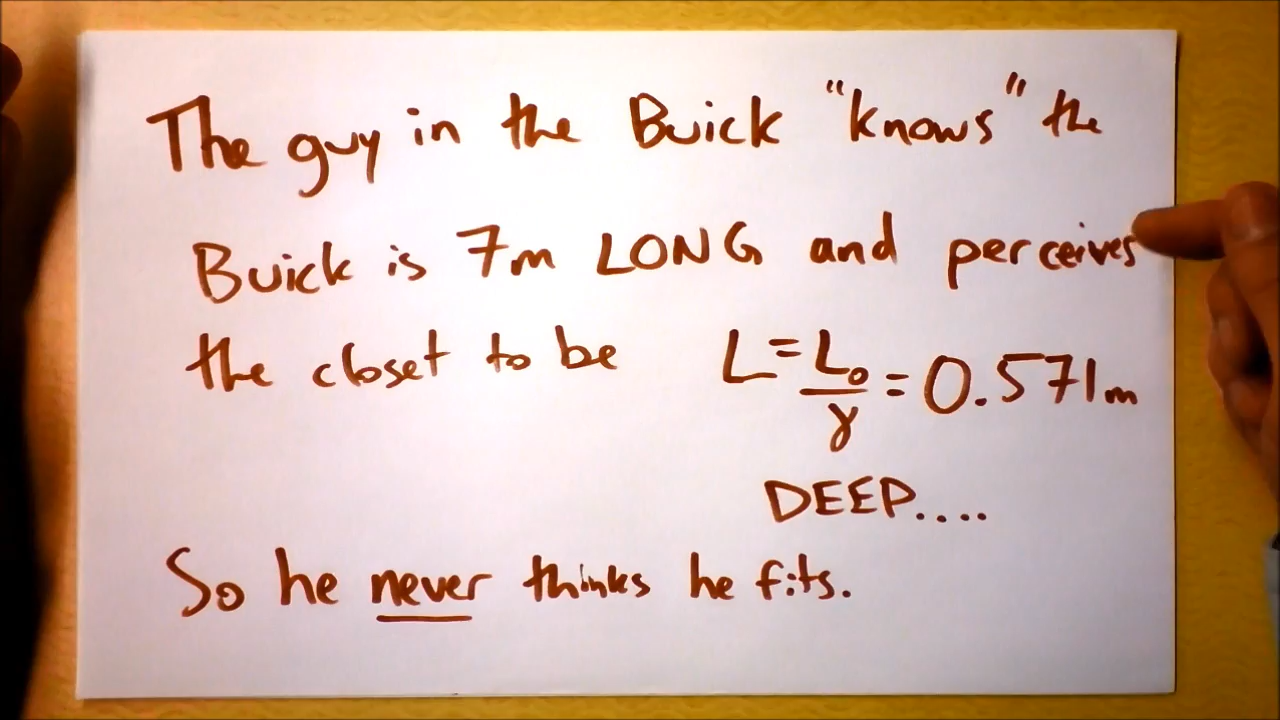 The guy in the Buick "knows" the
Buick is 7m LONG and perceives
the closet to be L = L₀/γ = 0.571m
DEEP....
So he never thinks he fits.